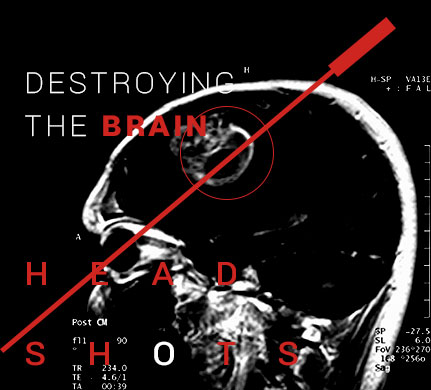 DESTROYING
H
THE BRAIN
H-SP VA13E
+ : F A L
A
H E A D
Post CM
fl1 90
°
S H O T S
TR 234.0
TE 4.6/1
TA 00:39
SP -27.5
SL 6.0
FoV 236*270
168 *256o
Sag